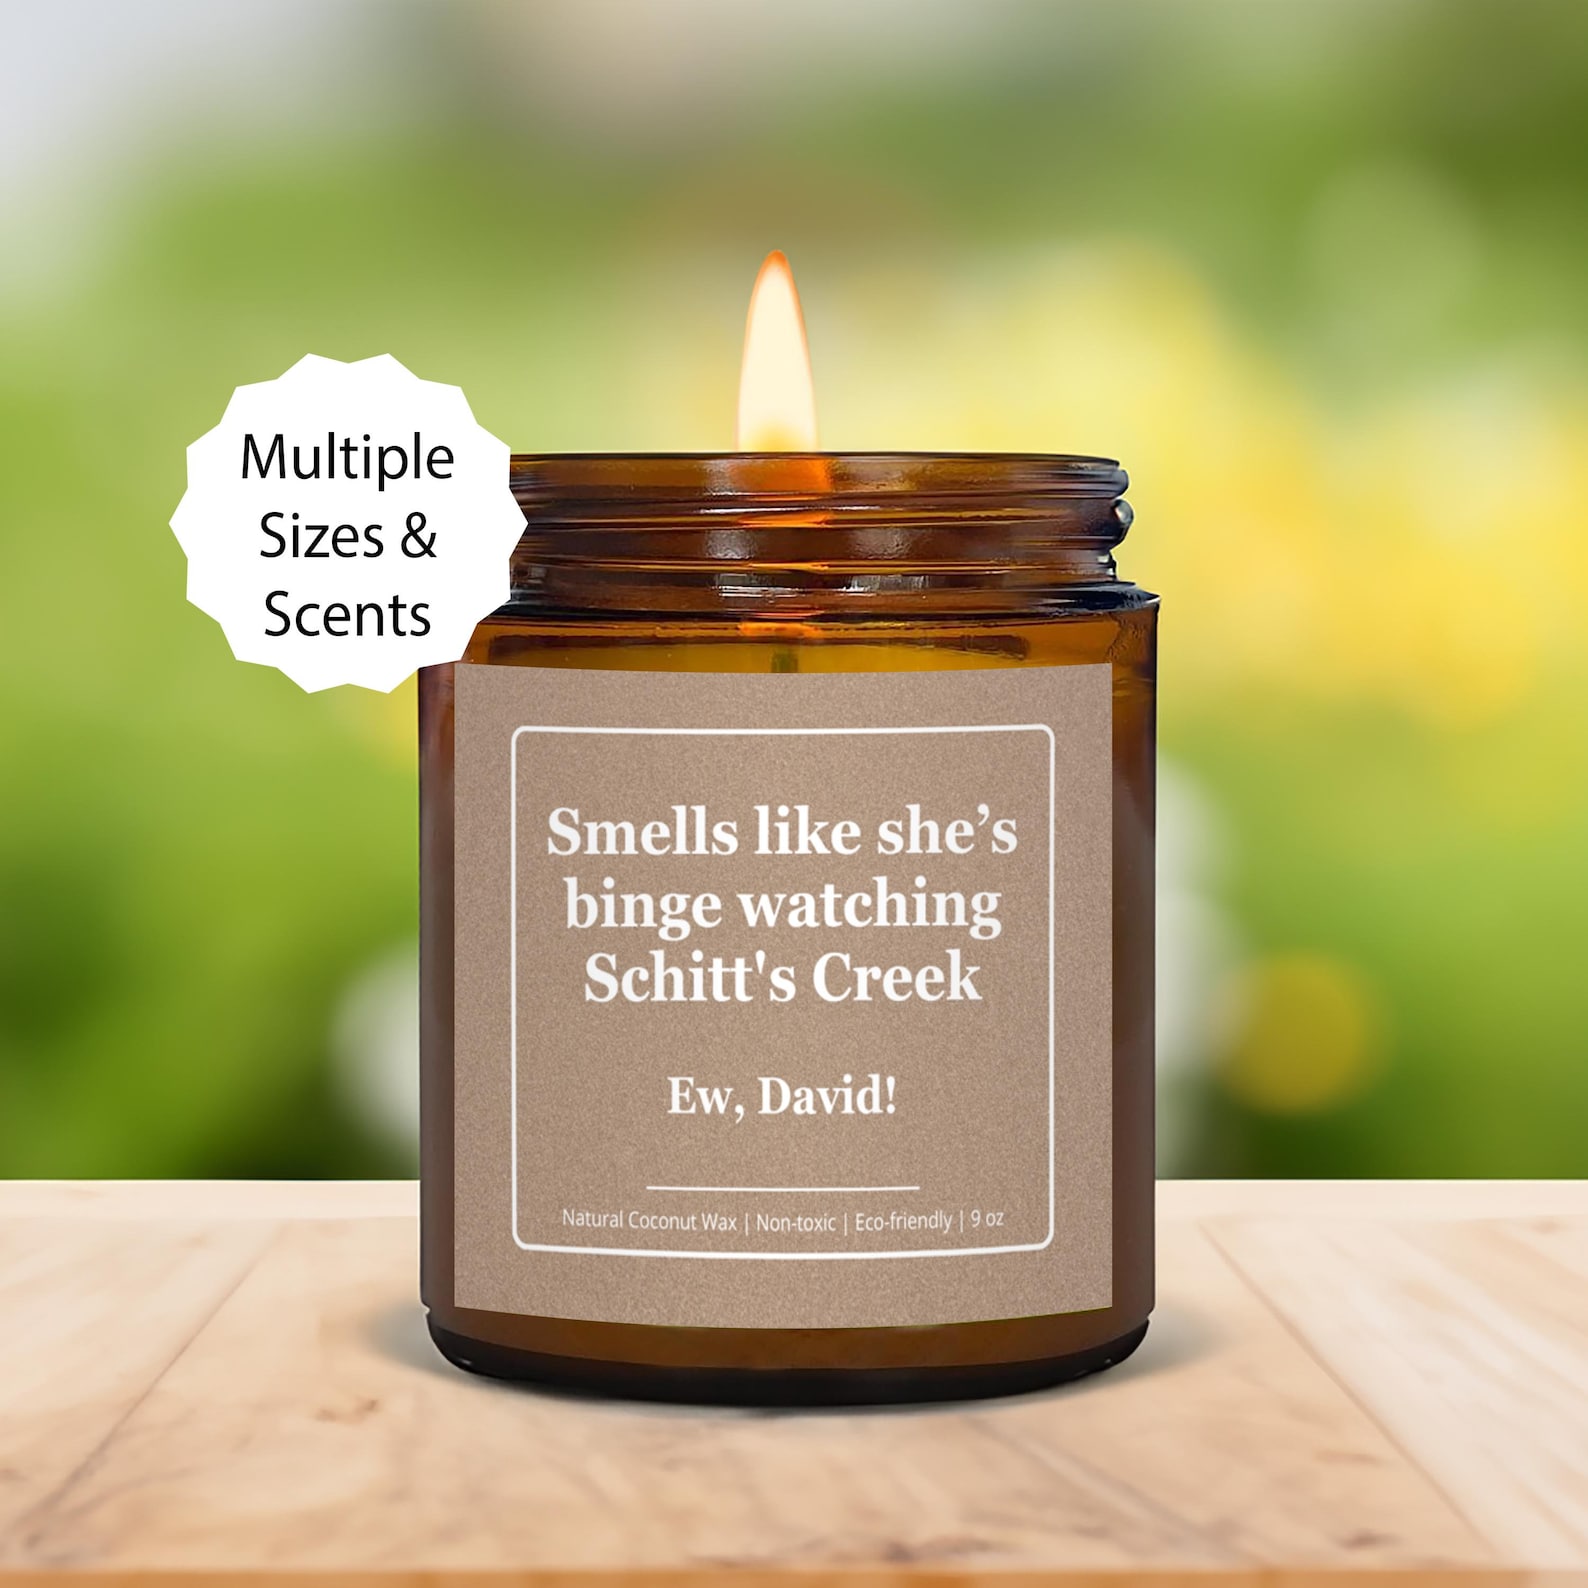 Multiple
Sizes &
Scents
Smells like she’s
binge watching
Schitt's Creek
Ew, David!
Natural Coconut Wax | Non-toxic | Eco-friendly | 9 oz